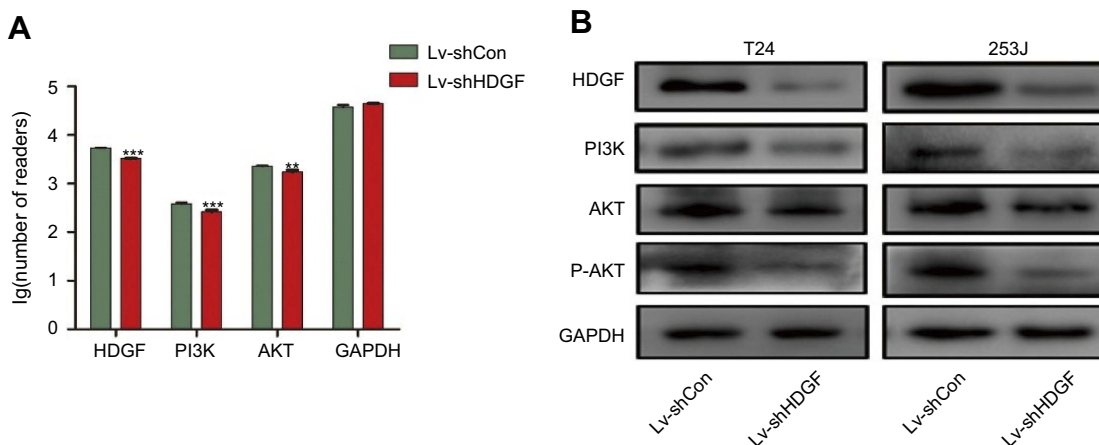 A
Lv-shCon
Lv-shHDGF
lg(number of readers)
5
4
3
2
1
0
***
***
**
HDGF PI3K AKT GAPDH
B
T24 253J
HDGF
PI3K
AKT
P-AKT
GAPDH
Lv-shCon Lv-shHDGF Lv-shCon Lv-shHDGF